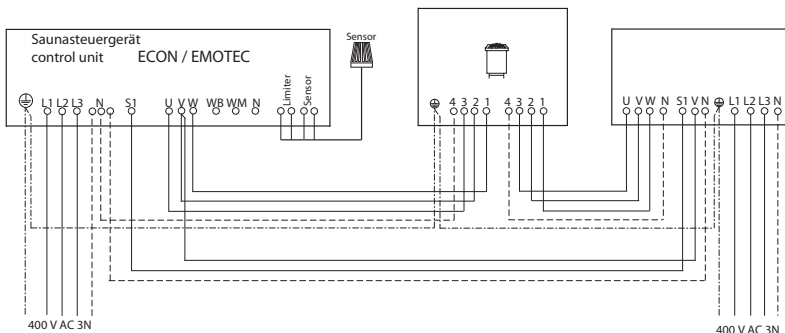 Saunasteuergerät
control unit ECON / EMOTEC
L1 L2 L3 N S1 U V W WB WM N Limiter Sensor
Sensor
4 3 2 1 4 3 2 1
U V W N S1 V N L1 L2 L3 N
400 V AC 3N
400 V AC 3N